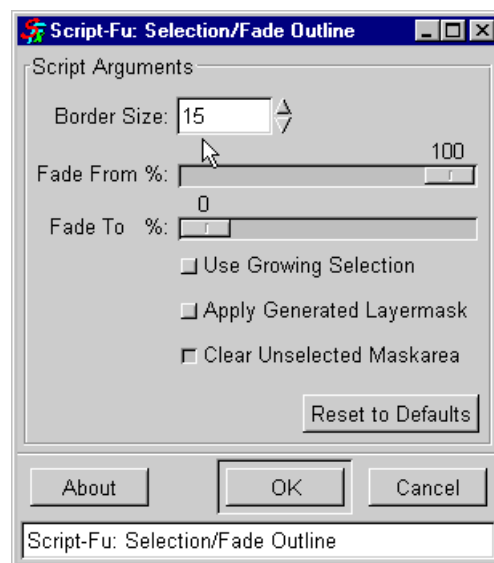 Script-Fu: Selection/Fade Outline
Script Arguments
Border Size: 15
100
Fade From %:
0
Fade To %:
Use Growing Selection
Apply Generated Layermask
Clear Unselected Maskarea
Reset to Defaults
About OK Cancel
Script-Fu: Selection/Fade Outline